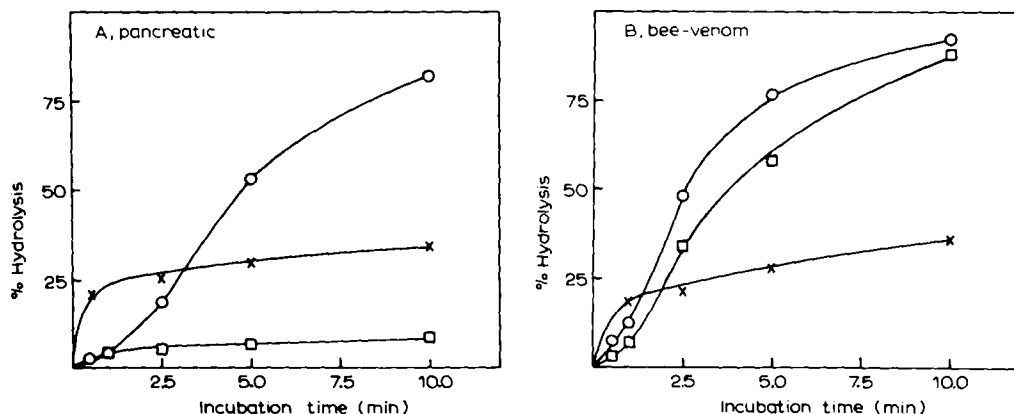 A, pancreatic
75
50
25
% Hydrolysis
2.5
5.0
7.5
10.0
Incubation time (min)
B, bee-venom
75
50
25
% Hydrolysis
2.5
5.0
7.5
10.0
Incubation time (min)